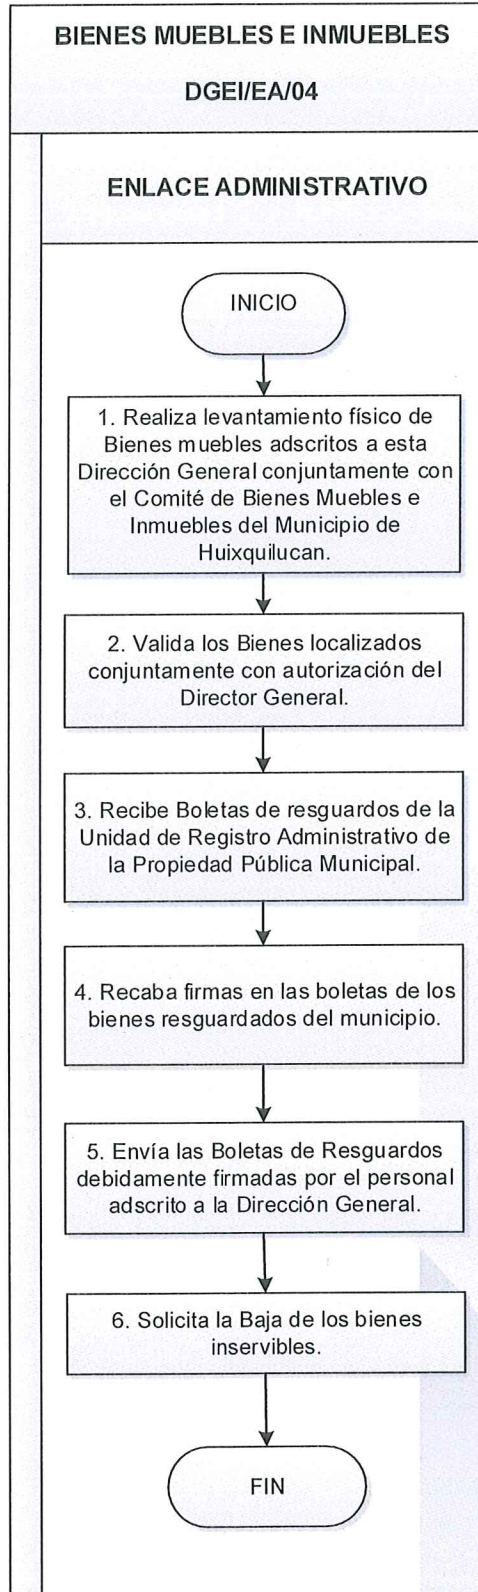 BIENES MUEBLES E INMUEBLES
DGEI/EA/04
ENLACE ADMINISTRATIVO
INICIO
1. Realiza levantamiento físico de
Bienes muebles adscritos a esta
Dirección General conjuntamente con
el Comité de Bienes Muebles e
Inmuebles del Municipio de
Huixquilucan.
2. Valida los Bienes localizados
conjuntamente con autorización del
Director General.
3. Recibe Boletas de resguardos de la
Unidad de Registro Administrativo de
la Propiedad Pública Municipal.
4. Recaba firmas en las boletas de los
bienes resguardados del municipio.
5. Envía las Boletas de Resguardos
debidamente firmadas por el personal
adscrito a la Dirección General.
6. Solicita la Baja de los bienes
inservibles.
FIN